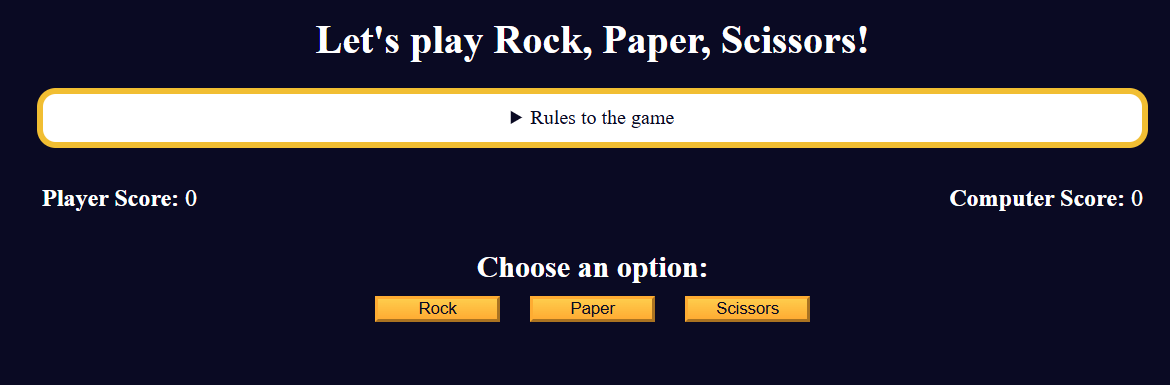 Let's play Rock, Paper, Scissors!
▶ Rules to the game
Player Score: 0 Computer Score: 0
Choose an option:
Rock Paper Scissors